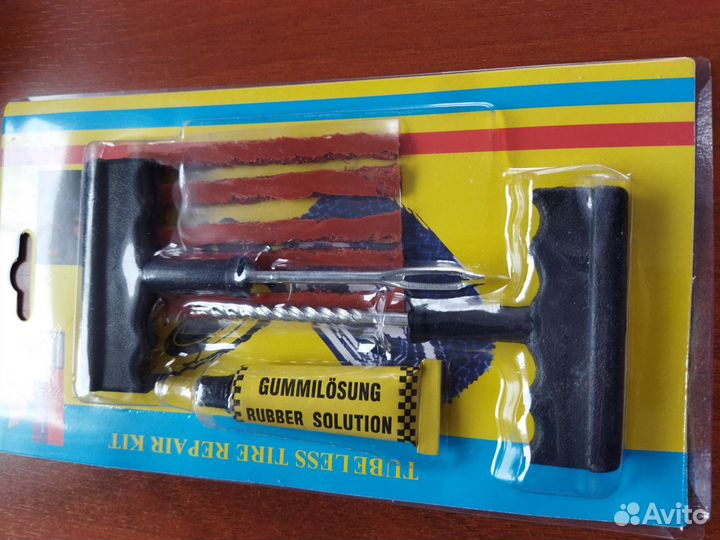 GUMMILÖSUNG
RUBBER SOLUTION
TUBELESS TIRE REPAIR KIT
Avito